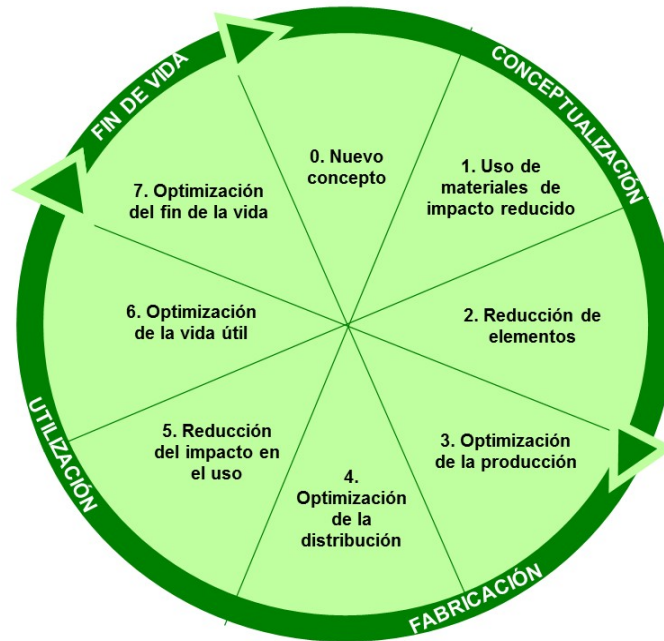 FIN DE VIDA
CONCEPTUALIZACIÓN
0. Nuevo
concepto
1. Uso de
materiales de
impacto reducido
2. Reducción de
elementos
3. Optimización
de la producción
4.
Optimización
de la
distribución
5. Reducción
del impacto en
el uso
6. Optimización
de la vida útil
7. Optimización
del fin de la vida
UTILIZACIÓN
FABRICACIÓN